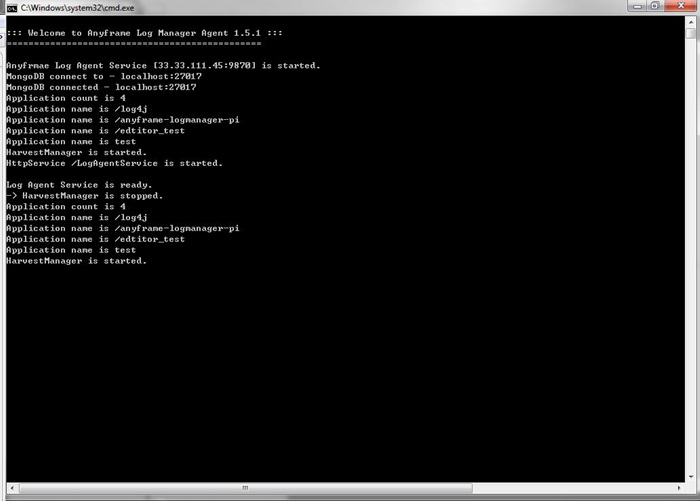 C:\Windows\system32\cmd.exe
::: Welcome to Anyframe Log Manager Agent 1.5.1 :::
===============================================
Anyfrmae Log Agent Service [33.33.111.45:9870] is started.
MongoDB connect to - localhost:27017
MongoDB connected - localhost:27017
Application count is 4
Application name is /log4j
Application name is /anyframe-logmanager-pi
Application name is /edtitor_test
Application name is test
HarvestManager is started.
HttpService /LogAgentService is started.
Log Agent Service is ready.
-> HarvestManager is stopped.
Application count is 4
Application name is /log4j
Application name is /anyframe-logmanager-pi
Application name is /edtitor_test
Application name is test
HarvestManager is started.